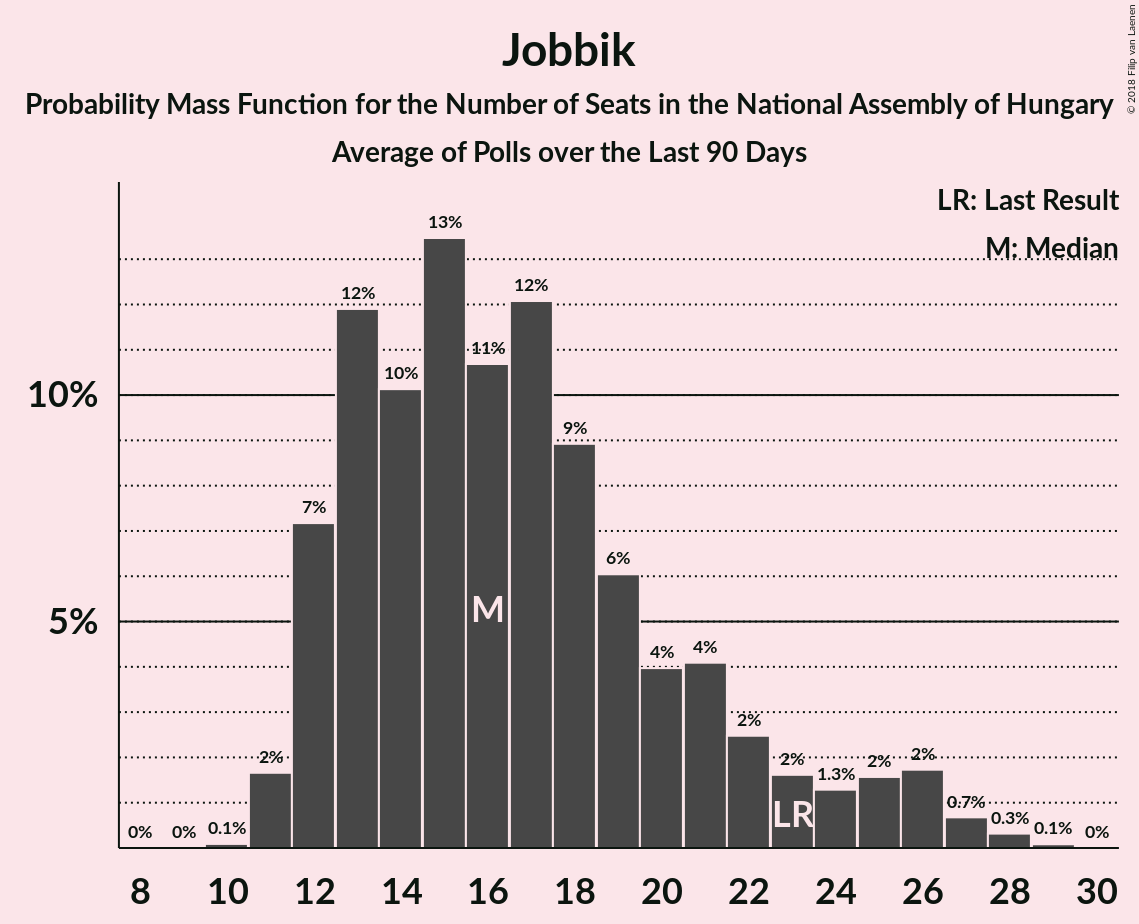 Jobbik
Probability Mass Function for the Number of Seats in the National Assembly of Hungary
Average of Polls over the Last 90 Days
© 2018 Filip van Laenen
LR: Last Result
M: Median
10%
5%
0% 0% 0.1% 2% 7% 12% 10% 13% 11% 12% 9% 6% 4% 4% 2% 2% 1.3% 2% 2% 0.7% 0.3% 0.1% 0%
M
LR
8 10 12 14 16 18 20 22 24 26 28 30